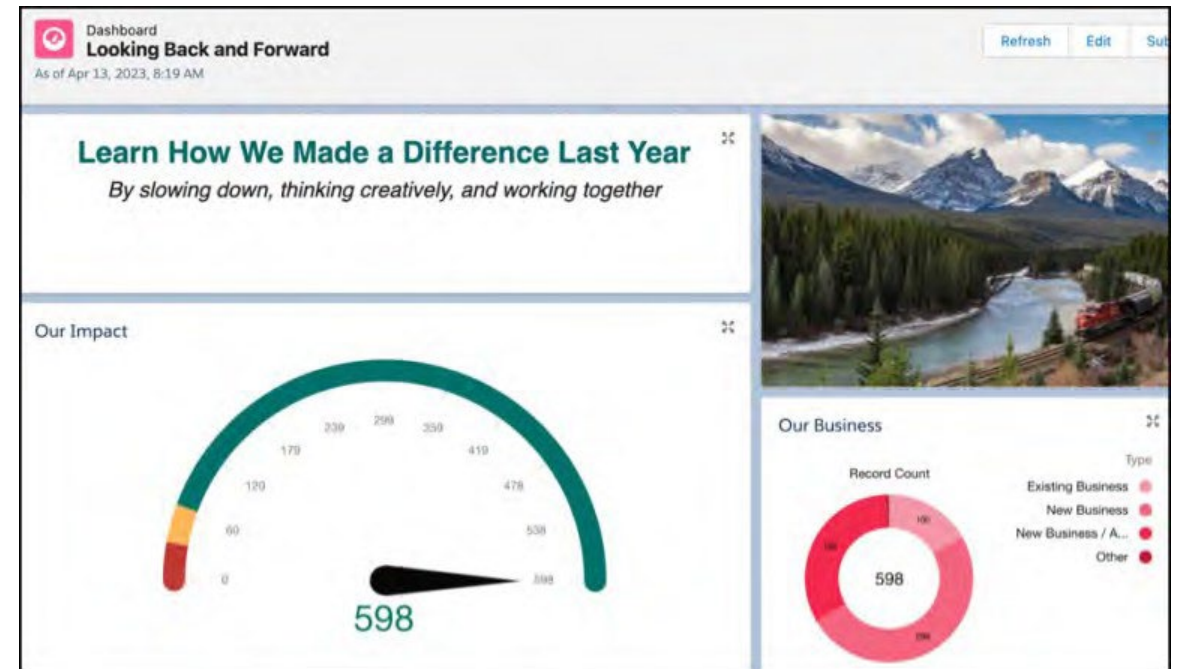 Dashboard
Looking Back and Forward
As of Apr 13, 2023, 8:19 AM
Refresh
Edit
Sub
Learn How We Made a Difference Last Year
By slowing down, thinking creatively, and working together
Our Impact
0
60
120
179
239
299
359
419
478
538
598
598
Our Business
Record Count
Type
Existing Business
New Business
New Business / A...
Other
598